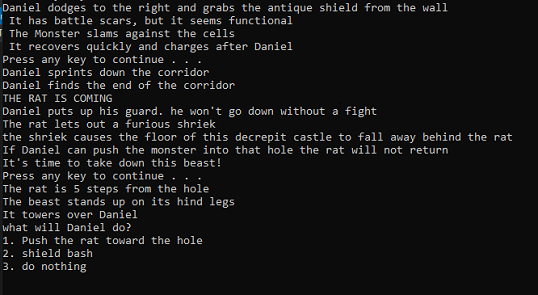 Daniel dodges to the right and grabs the antique shield from the wall
It has battle scars, but it seems functional
The Monster slams against the cells
It recovers quickly and charges after Daniel
Press any key to continue . . .
Daniel sprints down the corridor
Daniel finds the end of the corridor
THE RAT IS COMING
Daniel puts up his guard. he won't go down without a fight
The rat lets out a furious shriek
the shriek causes the floor of this decrepit castle to fall away behind the rat
If Daniel can push the monster into that hole the rat will not return
It's time to take down this beast!
Press any key to continue . . .
The rat is 5 steps from the hole
The beast stands up on its hind legs
It towers over Daniel
what will Daniel do?
1. Push the rat toward the hole
2. shield bash
3. do nothing